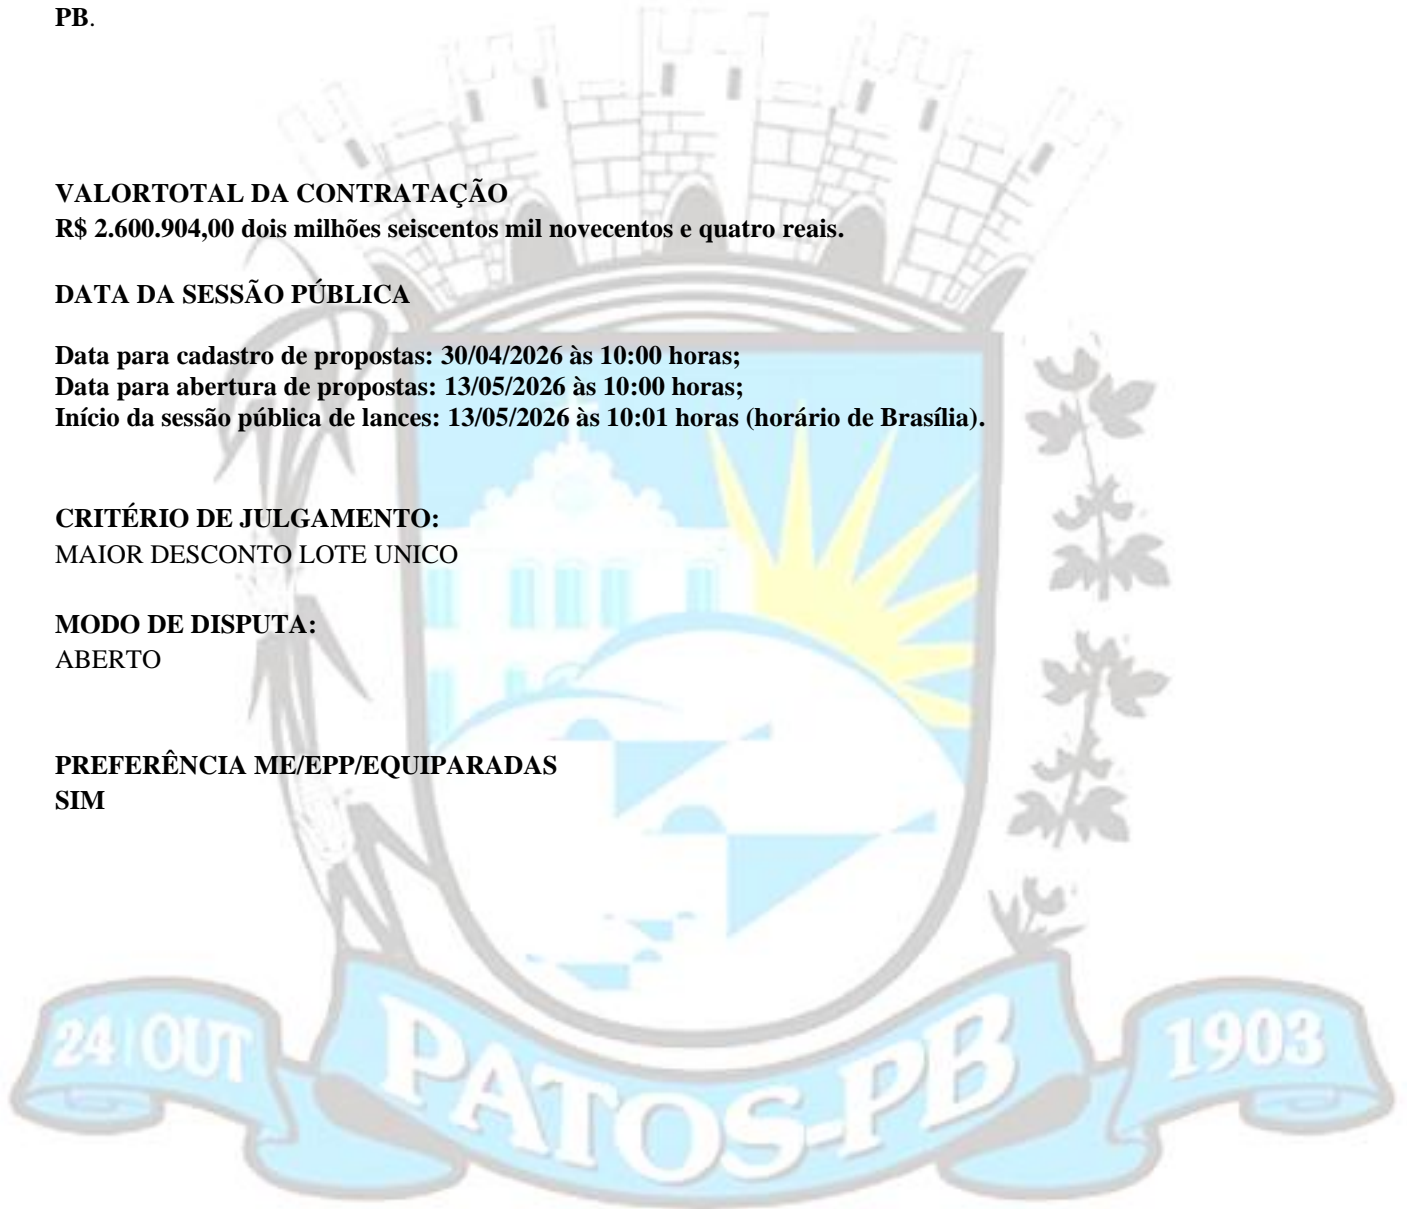 PB.
VALORTOTAL DA CONTRATAÇÃO
R$ 2.600.904,00 dois milhões seiscentos mil novecentos e quatro reais.
DATA DA SESSÃO PÚBLICA
Data para cadastro de propostas: 30/04/2026 às 10:00 horas;
Data para abertura de propostas: 13/05/2026 às 10:00 horas;
Início da sessão pública de lances: 13/05/2026 às 10:01 horas (horário de Brasília).
CRITÉRIO DE JULGAMENTO:
MAIOR DESCONTO LOTE UNICO
MODO DE DISPUTA:
ABERTO
PREFERÊNCIA ME/EPP/EQUIPARADAS
SIM
24 | OUT
PATOS-PB
1903